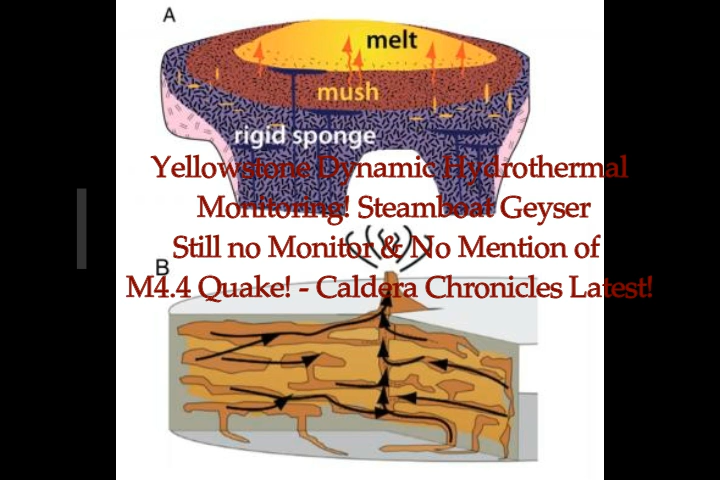 A
melt
mush
rigid sponge
Yellowstone Dynamic Hydrothermal
Monitoring! Steamboat Geyser
Still no Monitor & No Mention of
B
M4.4 Quake! - Caldera Chronicles Latest!